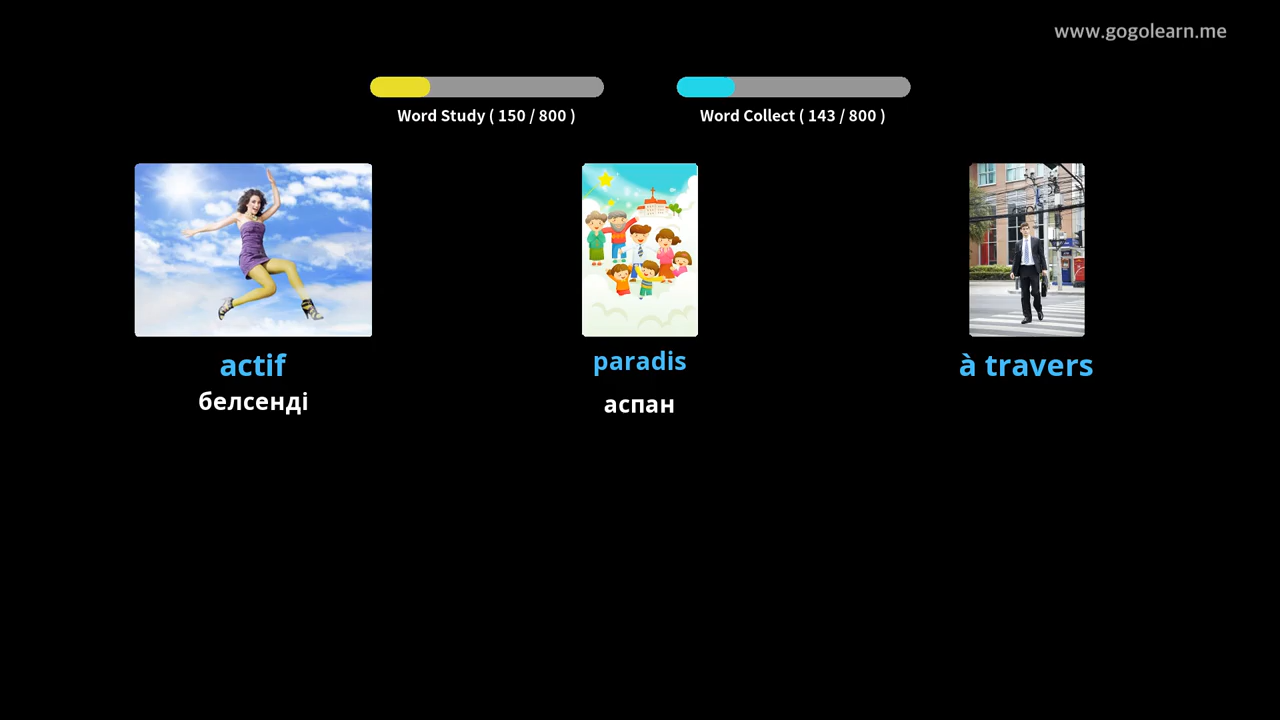 www.gogolearn.me
Word Study ( 150 / 800 )
Word Collect ( 143 / 800 )
actif
белсенді
paradis
аспан
à travers